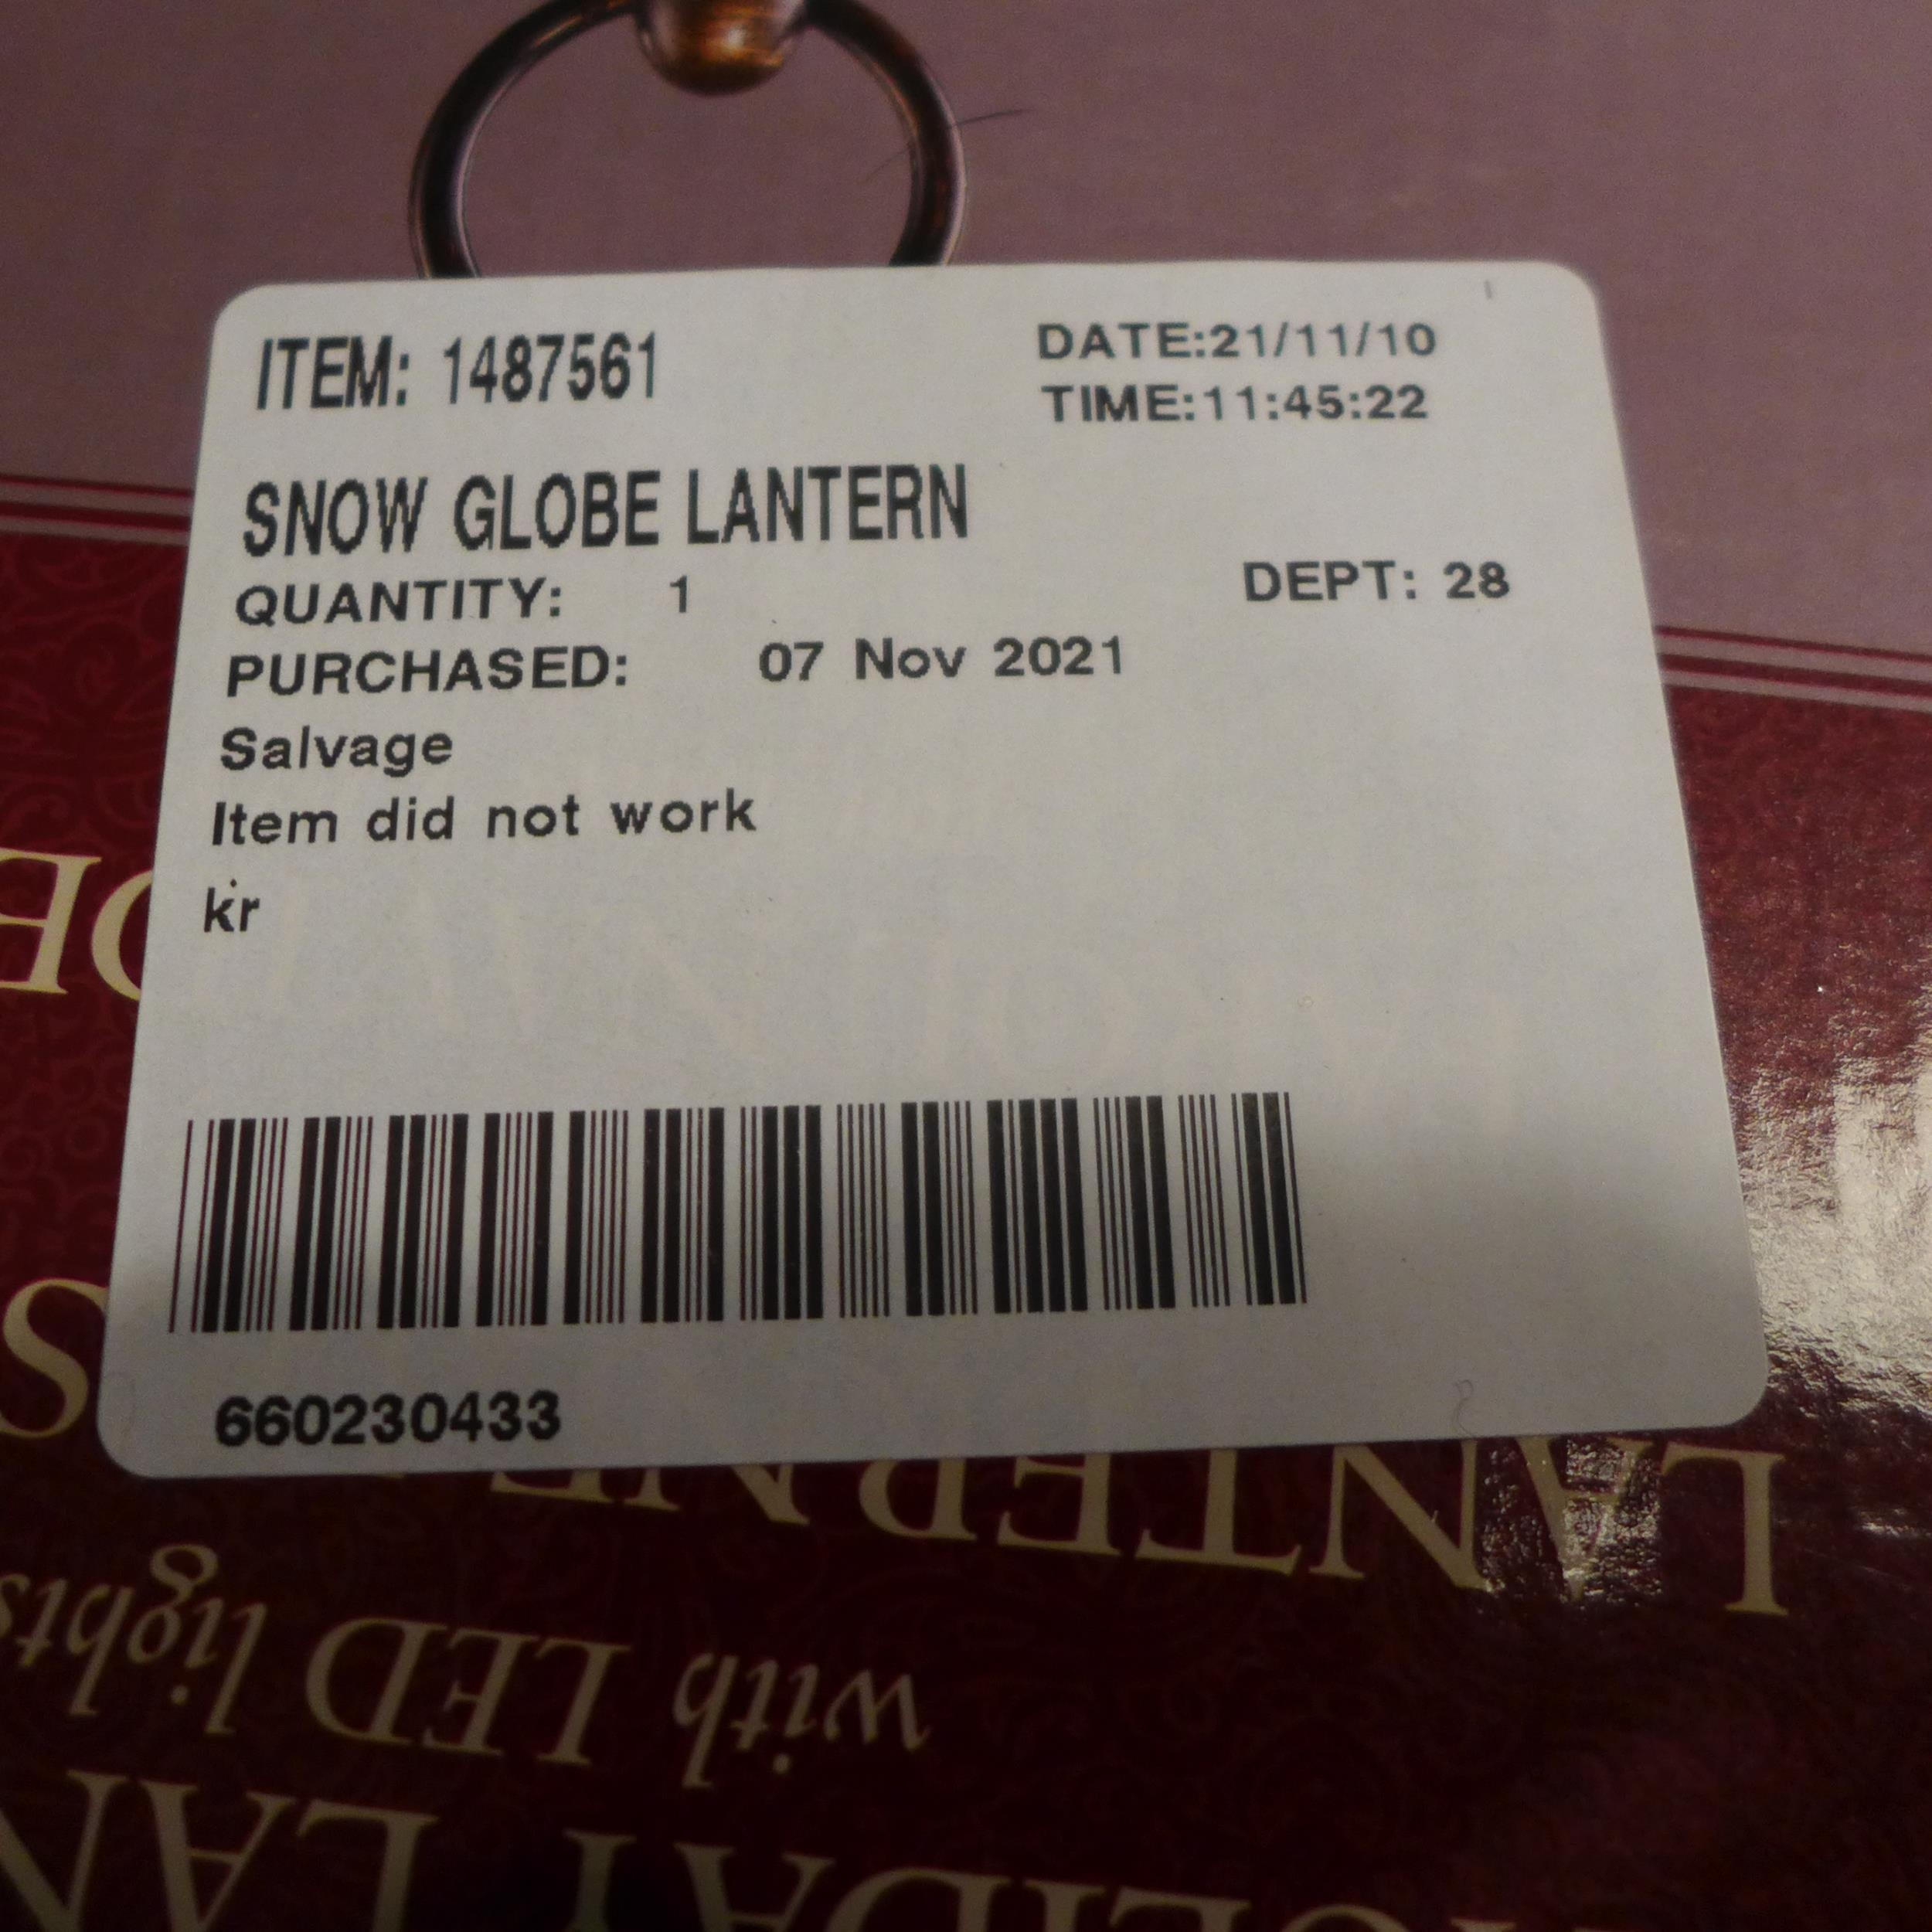 ITEM: 1487561
DATE:21/11/10
TIME:11:45:22
SNOW GLOBE LANTERN
QUANTITY: 1
DEPT: 28
PURCHASED: 07 Nov 2021
Salvage
Item did not work
kr
660230433
LANTERNE
with LED lights